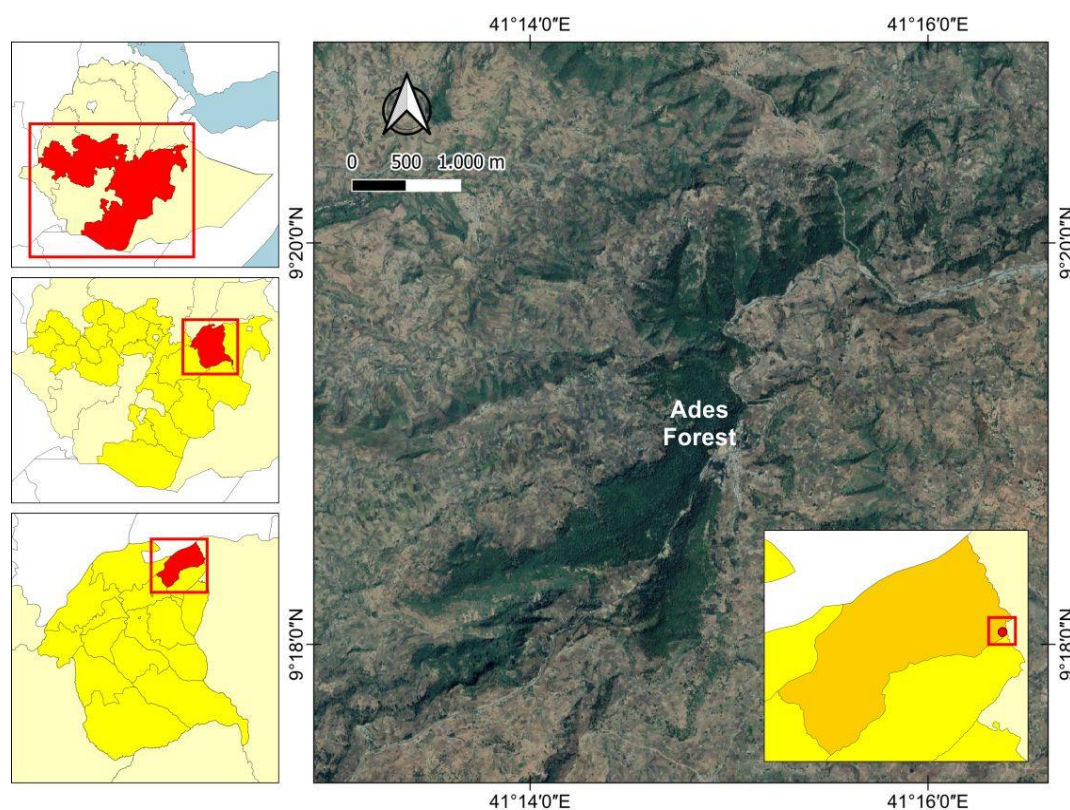 41°14′0″E
41°16′0″E
0 500 1.000 m
9°20′0″N
9°20′0″N
Ades
Forest
9°18′0″N
9°18′0″N
41°14′0″E
41°16′0″E